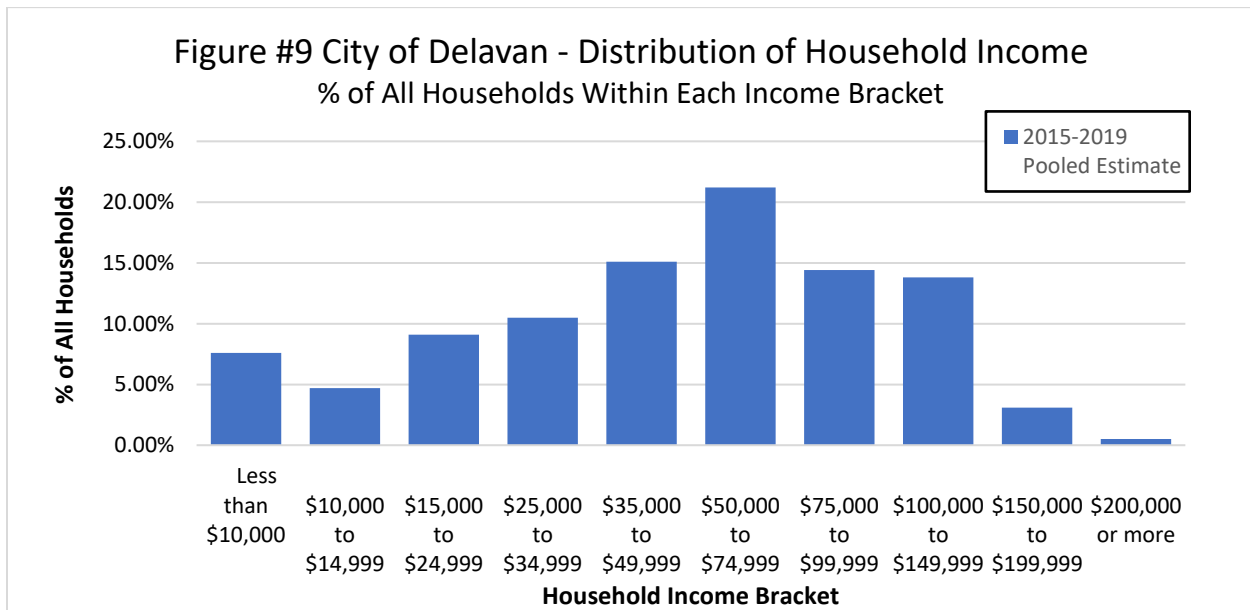 Figure #9 City of Delavan - Distribution of Household Income
% of All Households Within Each Income Bracket
2015-2019
Pooled Estimate
% of All Households
25.00%
20.00%
15.00%
10.00%
5.00%
0.00%
Less
than
$10,000
$10,000
to
$14,999
$15,000
to
$24,999
$25,000
to
$34,999
$35,000
to
$49,999
$50,000
to
$74,999
$75,000
to
$99,999
$100,000
to
$149,999
$150,000
to
$199,999
$200,000
or more
Household Income Bracket